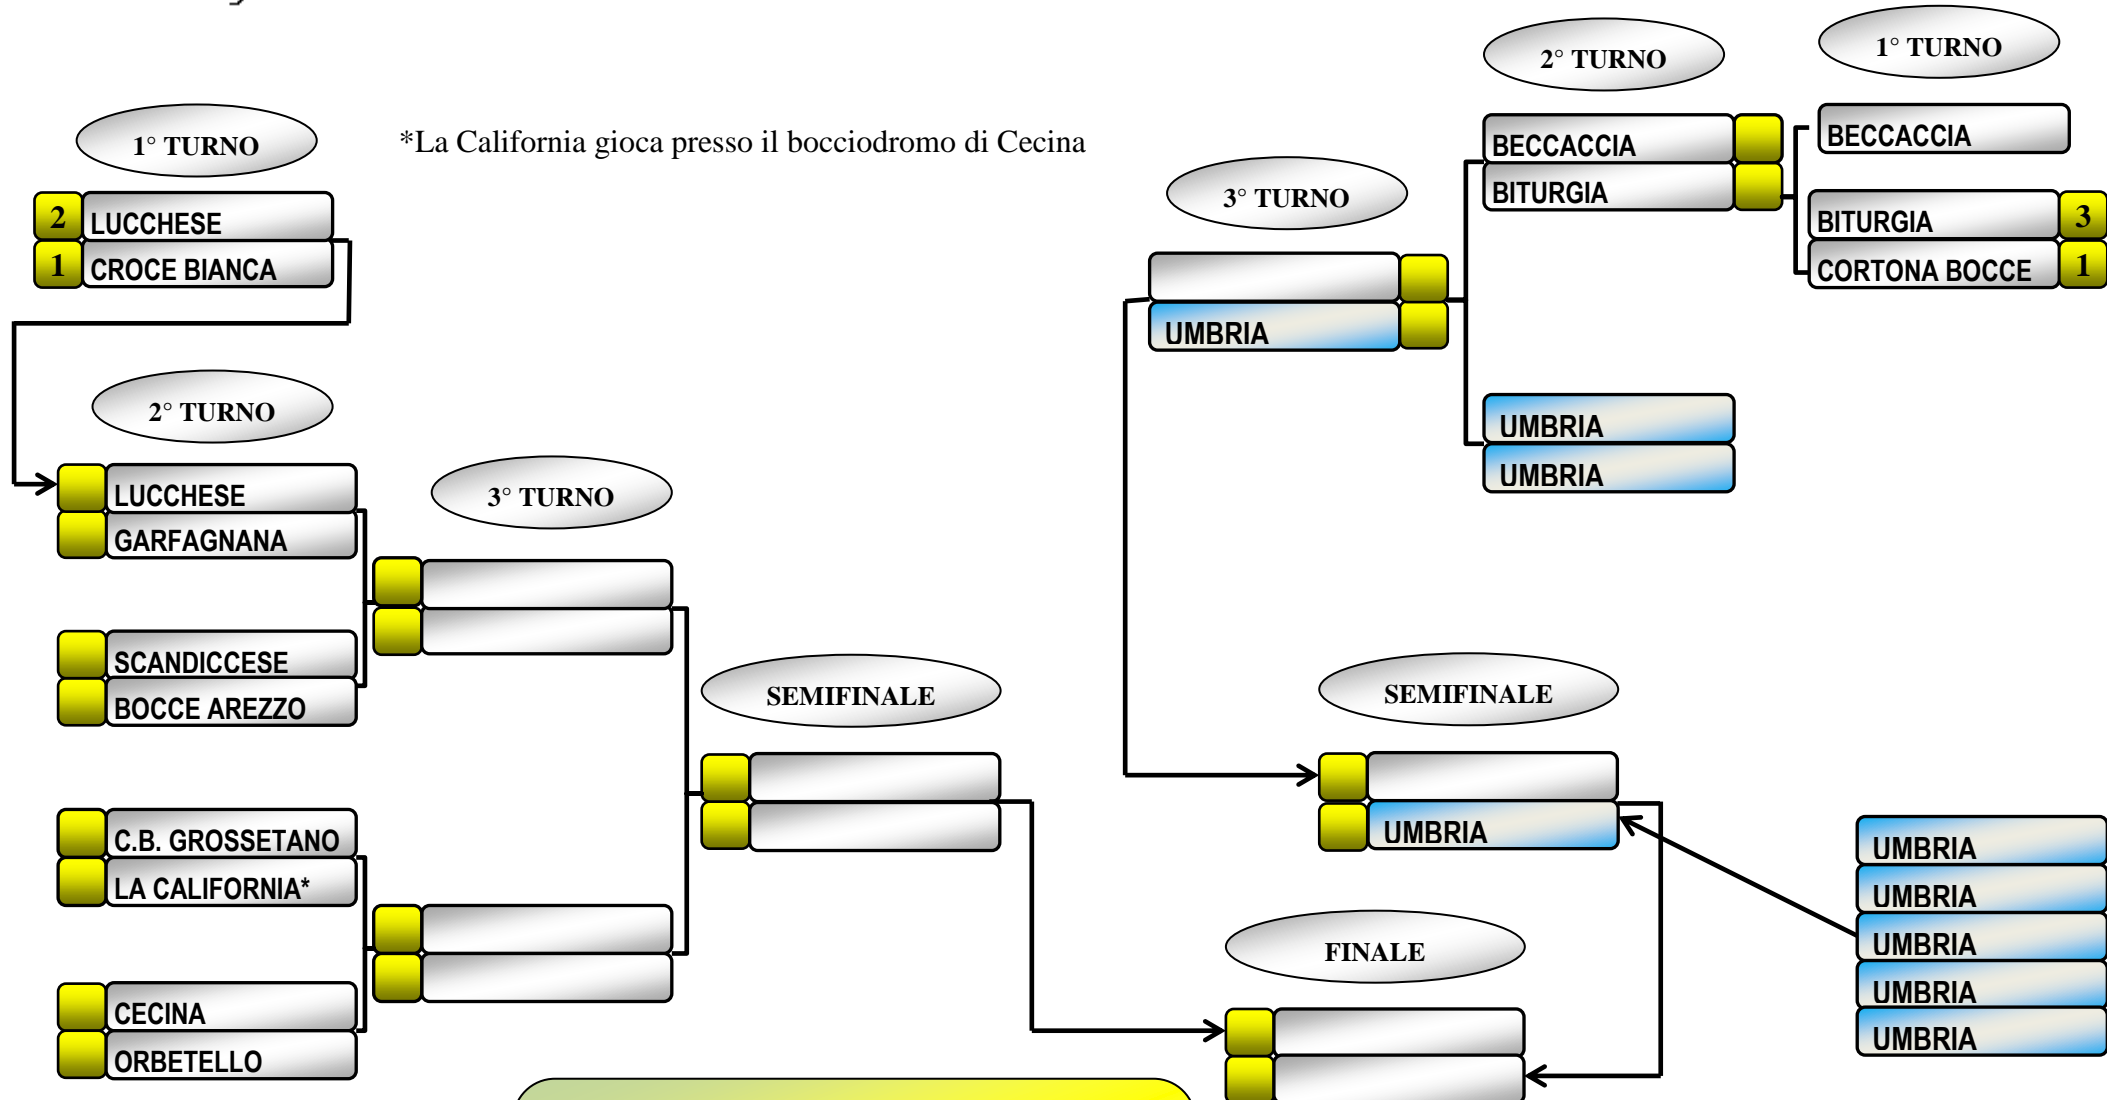 2° TURNO
1° TURNO
1° TURNO
*La California gioca presso il bocciodromo di Cecina
BECCACCIA
BECCACCIA
3° TURNO
BITURGIA
2 LUCCHESE
BITURGIA 3
1 CROCE BIANCA
CORTONA BOCCE 1
UMBRIA
2° TURNO
UMBRIA
UMBRIA
LUCCHESE
3° TURNO
GARFAGNANA
SCANDICCESE
BOCCE AREZZO
SEMIFINALE
SEMIFINALE
C.B. GROSSETANO
UMBRIA
UMBRIA
LA CALIFORNIA*
UMBRIA
UMBRIA
FINALE
UMBRIA
CECINA
UMBRIA
ORBETELLO